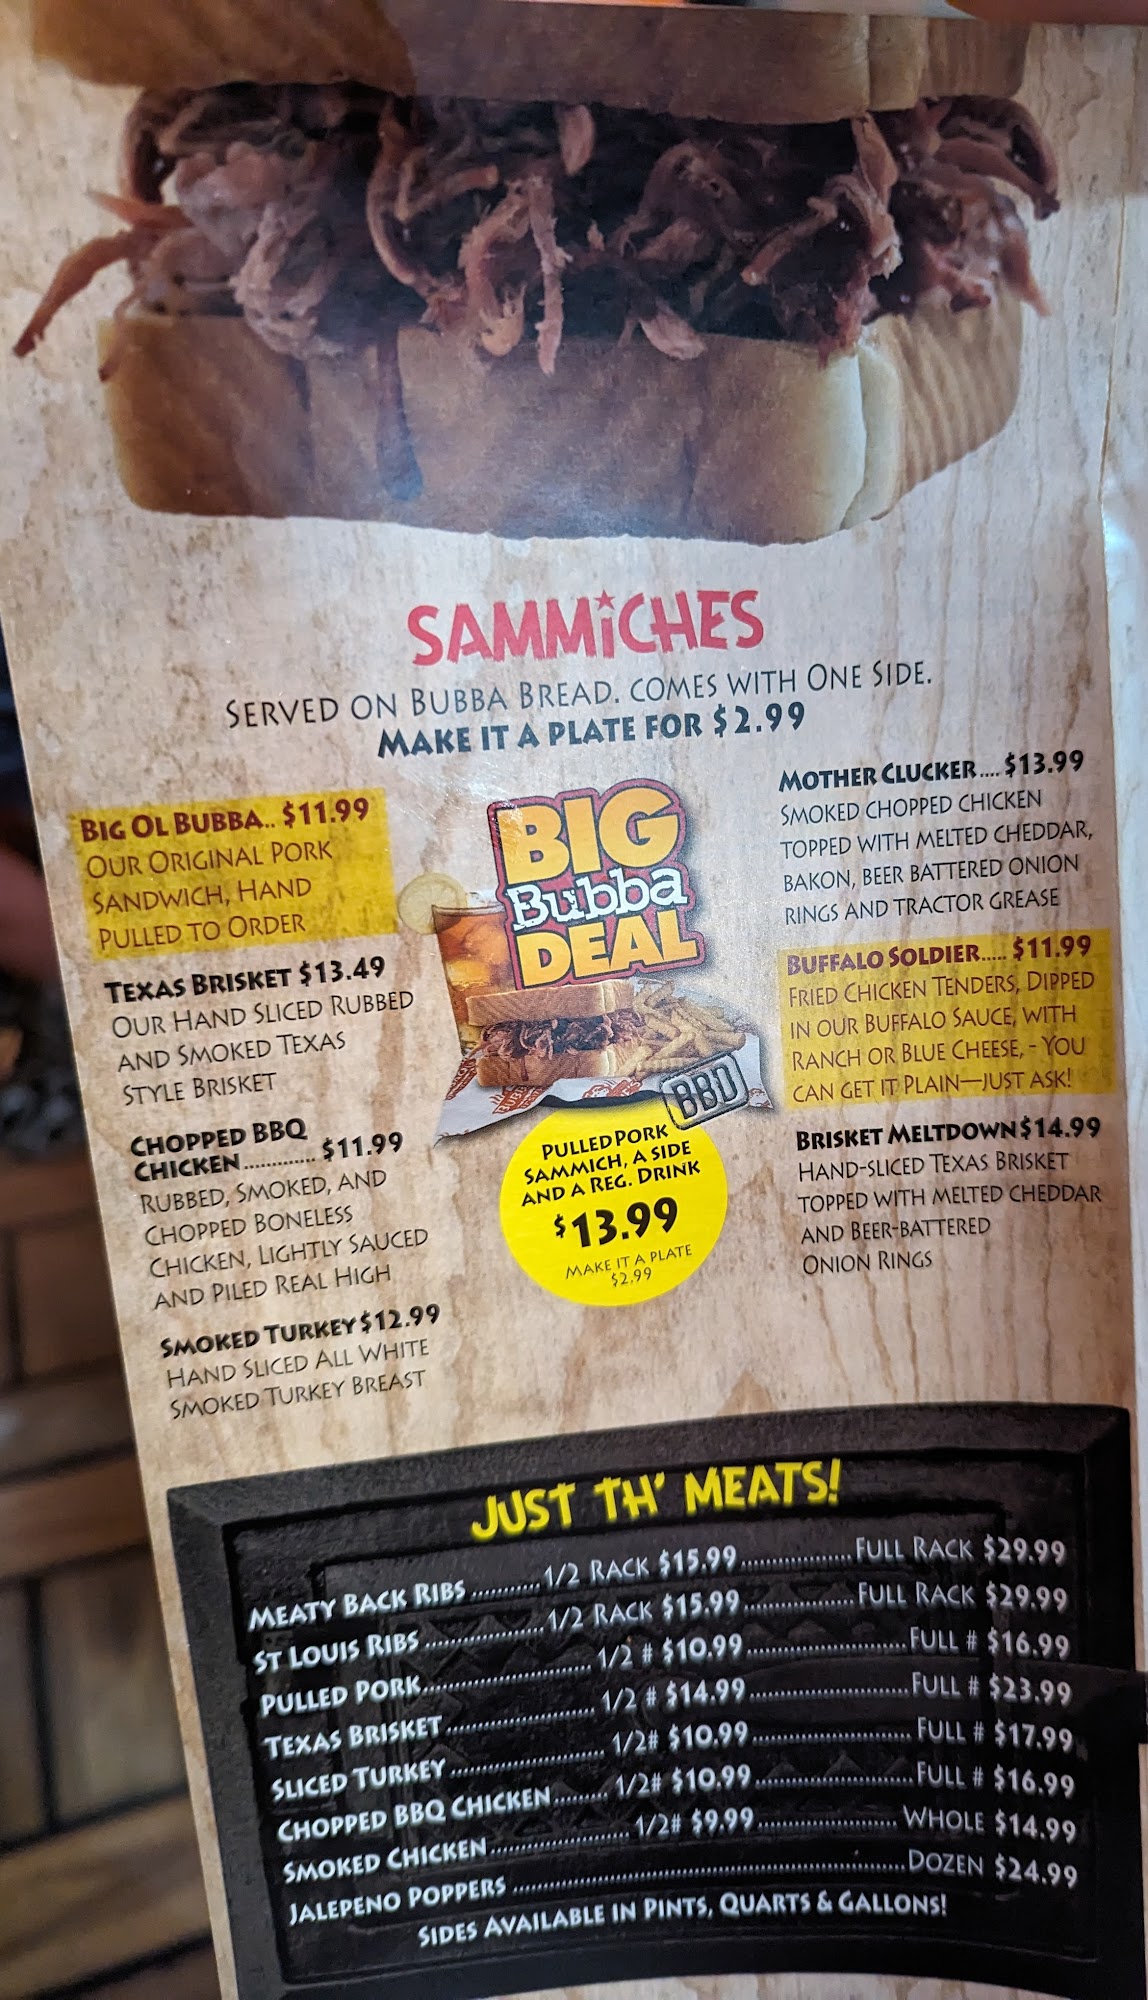 SAMMiCHES
SERVED ON BUBBA BREAD. COMES WITH ONE SIDE.
MAKE IT A PLATE FOR $2.99
BIG OL BUBBA.. $11.99
OUR ORIGINAL PORK
SANDWICH, HAND
PULLED TO ORDER
TEXAS BRISKET $13.49
OUR HAND SLICED RUBBED
AND SMOKED TEXAS
STYLE BRISKET
CHOPPED BBQ
CHICKEN............. $11.99
RUBBED, SMOKED, AND
CHOPPED BONELESS
CHICKEN, LIGHTLY SAUCED
AND PILED REAL HIGH
SMOKED TURKEY $12.99
HAND SLICED ALL WHITE
SMOKED TURKEY BREAST
BIG
Bubba
DEAL
BBD
PULLED PORK
SAMMICH, A SIDE
AND A REG. DRINK
$13.99
MAKE IT A PLATE
$2.99
MOTHER CLUCKER.... $13.99
SMOKED CHOPPED CHICKEN
TOPPED WITH MELTED CHEDDAR,
BAKON, BEER BATTERED ONION
RINGS AND TRACTOR GREASE
BUFFALO SOLDIER..... $11.99
FRIED CHICKEN TENDERS, DIPPED
IN OUR BUFFALO SAUCE, WITH
RANCH OR BLUE CHEESE, - YOU
CAN GET IT PLAIN—JUST ASK!
BRISKET MELTDOWN $14.99
HAND-SLICED TEXAS BRISKET
TOPPED WITH MELTED CHEDDAR
AND BEER-BATTERED
ONION RINGS
JUST TH' MEATS!
MEATY BACK RIBS ........... 1/2 RACK $15.99 ................. FULL RACK $29.99
ST LOUIS RIBS ................... 1/2 RACK $15.99 ................. FULL RACK $29.99
PULLED PORK........................... 1/2 # $10.99 ......................... FULL # $16.99
TEXAS BRISKET ........................ 1/2 # $14.99 ......................... FULL # $23.99
SLICED TURKEY ......................... 1/2# $10.99 ......................... FULL # $17.99
CHOPPED BBQ CHICKEN......... 1/2# $10.99 ......................... FULL # $16.99
SMOKED CHICKEN ...................... 1/2# $9.99 ...................... WHOLE $14.99
JALEPENO POPPERS ............................................................... DOZEN $24.99
SIDES AVAILABLE IN PINTS, QUARTS & GALLONS!